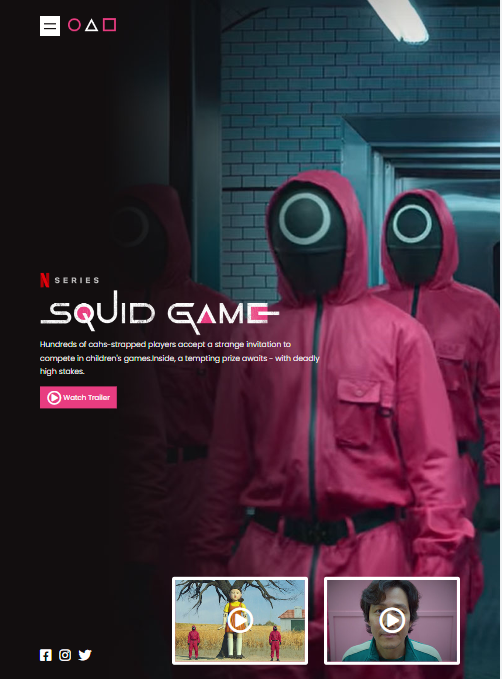 N SERIES
SQUID GAME
Hundreds of cahs-strapped players accept a strange invitation to
compete in children's games.Inside, a tempting prize awaits - with deadly
high stakes.
Watch Trailer